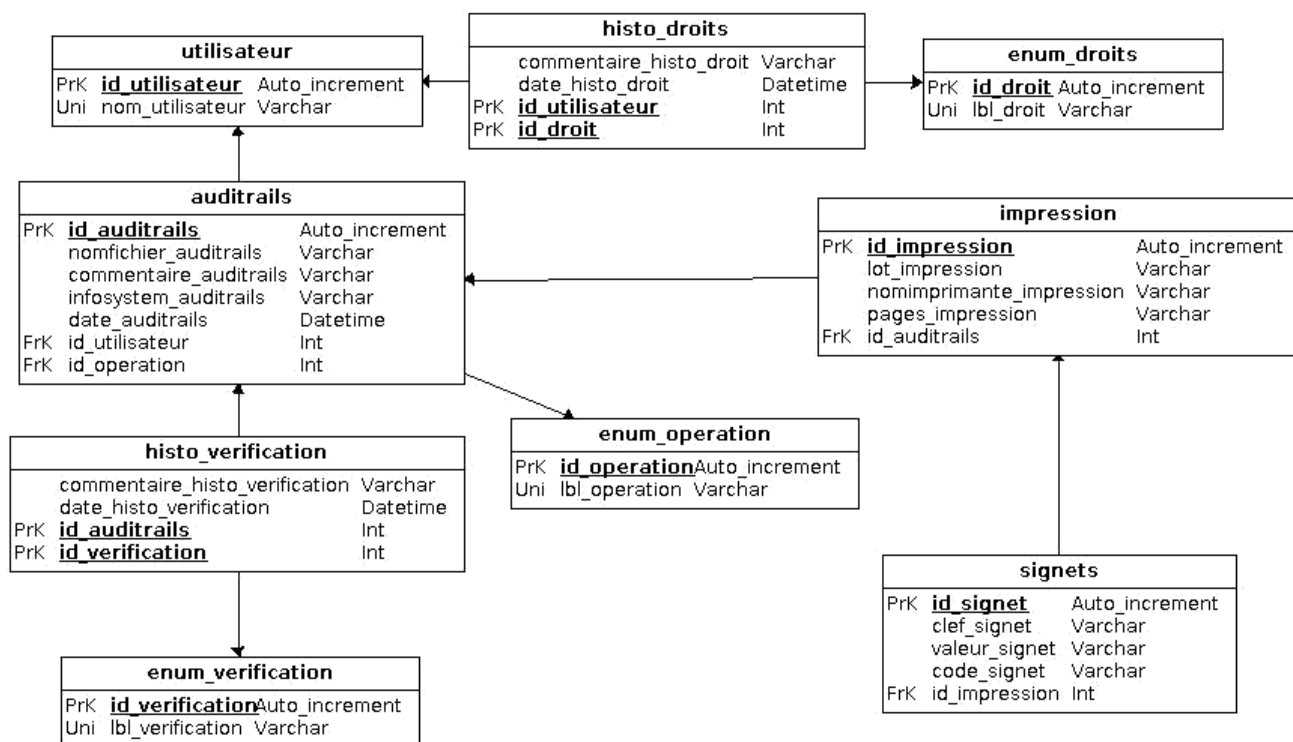 utilisateur
PrK id_utilisateur Auto_increment
Uni nom_utilisateur Varchar
histo_droits
commentaire_histo_droit Varchar
date_histo_droit Datetime
PrK id_utilisateur Int
PrK id_droit Int
enum_droits
PrK id_droit Auto_increment
Uni lbl_droit Varchar
auditrails
PrK id_auditrails Auto_increment
nomfichier_auditrails Varchar
commentaire_auditrails Varchar
infosystem_auditrails Varchar
date_auditrails Datetime
FrK id_utilisateur Int
FrK id_operation Int
impression
PrK id_impression Auto_increment
lot_impression Varchar
nomimprimante_impression Varchar
pages_impression Varchar
FrK id_auditrails Int
enum_operation
PrK id_operation Auto_increment
Uni lbl_operation Varchar
histo_verification
commentaire_histo_verification Varchar
date_histo_verification Datetime
PrK id_auditrails Int
PrK id_verification Int
signets
PrK id_signet Auto_increment
clef_signet Varchar
valeur_signet Varchar
code_signet Varchar
FrK id_impression Int
enum_verification
PrK id_verification Auto_increment
Uni lbl_verification Varchar